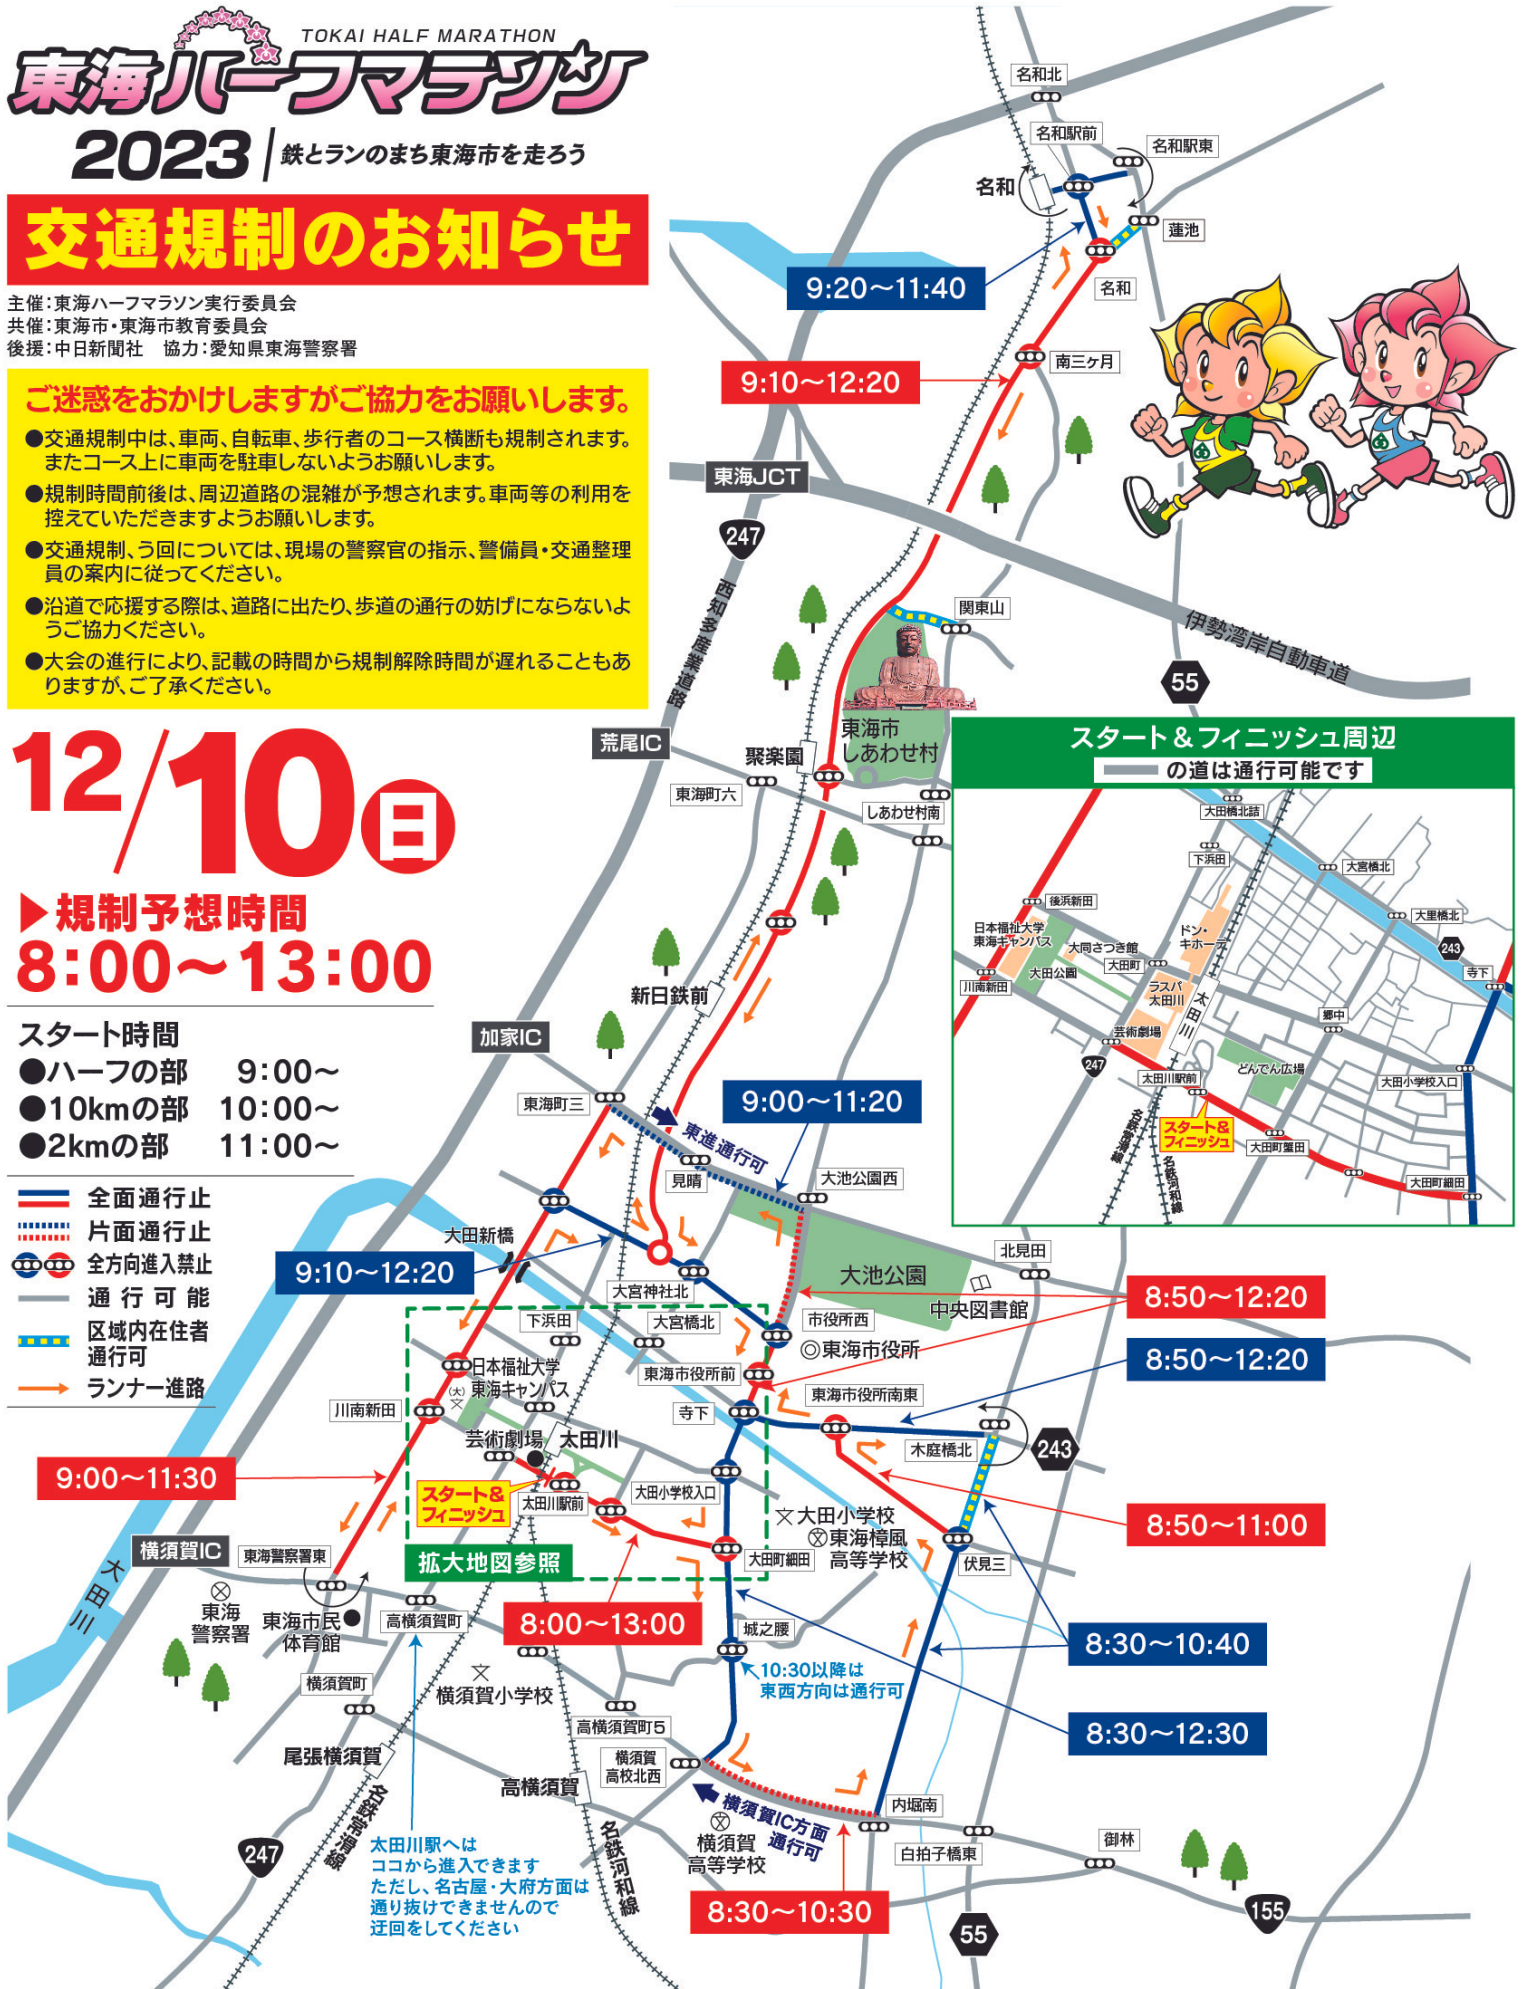 TOKAI HALF MARATHON
東海ハーフマラソン
2023 鉄とランのまち東海市を走ろう
交通規制のお知らせ
主催：東海ハーフマラソン実行委員会
共催：東海市・東海市教育委員会
後援：中日新聞社　協力：愛知県東海警察署
ご迷惑をおかけしますがご協力をお願いします。
●交通規制中は、車両、自転車、歩行者のコース横断も規制されます。
またコース上に車両を駐車しないようお願いします。
●規制時間前後は、周辺道路の混雑が予想されます。車両等の利用を
控えていただきますようお願いします。
●交通規制、う回については、現場の警察官の指示、警備員・交通整理
員の案内に従ってください。
●沿道で応援する際は、道路に出たり、歩道の通行の妨げにならないよ
うご協力ください。
●大会の進行により、記載の時間から規制解除時間が遅れることもあ
りますが、ご了承ください。
12/10日
▶規制予想時間
8:00〜13:00
スタート時間
●ハーフの部 9:00〜
●10kmの部 10:00〜
●2kmの部 11:00〜
全面通行止
片面通行止
全方向進入禁止
通行可能
区域内在住者
通行可
ランナー進路
名和北
名和駅前
名和駅東
名和
蓮池
9:20〜11:40
名和
南三ヶ月
9:10〜12:20
東海JCT
247
西知多産業道路
伊勢湾岸自動車道
関東山
55
荒尾IC
聚楽園
東海市
しあわせ村
東海町六
しあわせ村南
スタート＆フィニッシュ周辺
の道は通行可能です
大田橋北詰
下浜田
大宮橋北
後浜新田
大里橋北
日本福祉大学
東海キャンパス
ドン・
キホーテ
大同さつき館
243
大田町
大田公園
寺下
川南新田
ラスパ
太田川
太田川
郷中
芸術劇場
247
どんでん広場
太田川駅前
大田小学校入口
スタート＆
フィニッシュ
名鉄常滑線
名鉄河和線
大田町蟹田
大田町細田
新日鉄前
加家IC
東海町三
9:00〜11:20
東進通行可
見晴
大池公園西
大田新橋
9:10〜12:20
大宮神社北
大池公園
北見田
中央図書館
8:50〜12:20
下浜田
大宮橋北
市役所西
◎東海市役所
8:50〜12:20
日本福祉大学
(大) 東海キャンパス
東海市役所前
東海市役所南東
川南新田
寺下
木庭橋北
243
芸術劇場
太田川
9:00〜11:30
スタート＆
フィニッシュ
太田川駅前
大田小学校入口
大田小学校
東海樟風
高等学校
8:50〜11:00
横須賀IC
東海警察署東
拡大地図参照
大田町細田
伏見三
大田川
東海
警察署
東海市民
体育館
高横須賀町
8:00〜13:00
城之腰
8:30〜10:40
10:30以降は
東西方向は通行可
横須賀町
横須賀小学校
高横須賀町5
8:30〜12:30
尾張横須賀
横須賀
高校北西
高横須賀
名鉄常滑線
名鉄河和線
横須賀IC方面
通行可
内堀南
247
太田川駅へは
ココから進入できます
ただし、名古屋・大府方面は
通り抜けできませんので
迂回をしてください
横須賀
高等学校
白拍子橋東
御林
8:30〜10:30
55
155